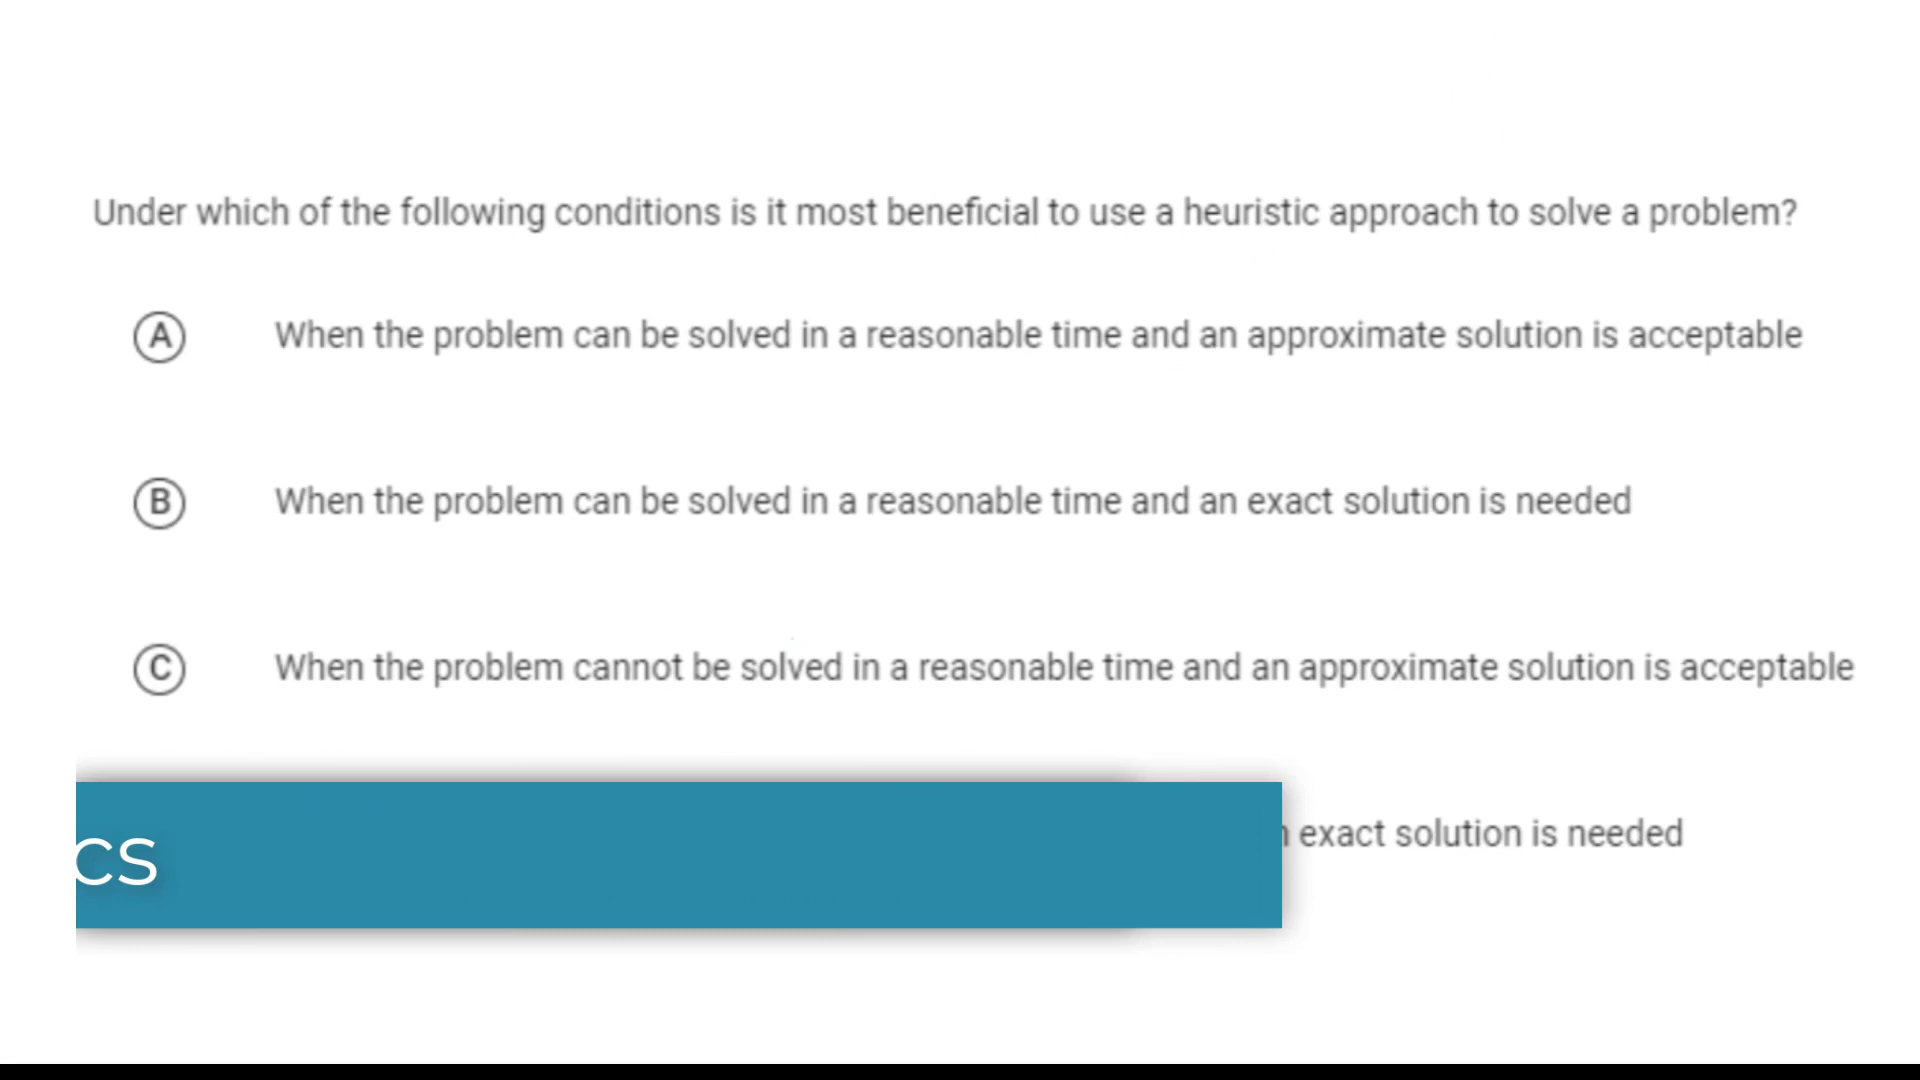 Under which of the following conditions is it most beneficial to use a heuristic approach to solve a problem?
A When the problem can be solved in a reasonable time and an approximate solution is acceptable
B When the problem can be solved in a reasonable time and an exact solution is needed
C When the problem cannot be solved in a reasonable time and an approximate solution is acceptable
exact solution is needed
CS